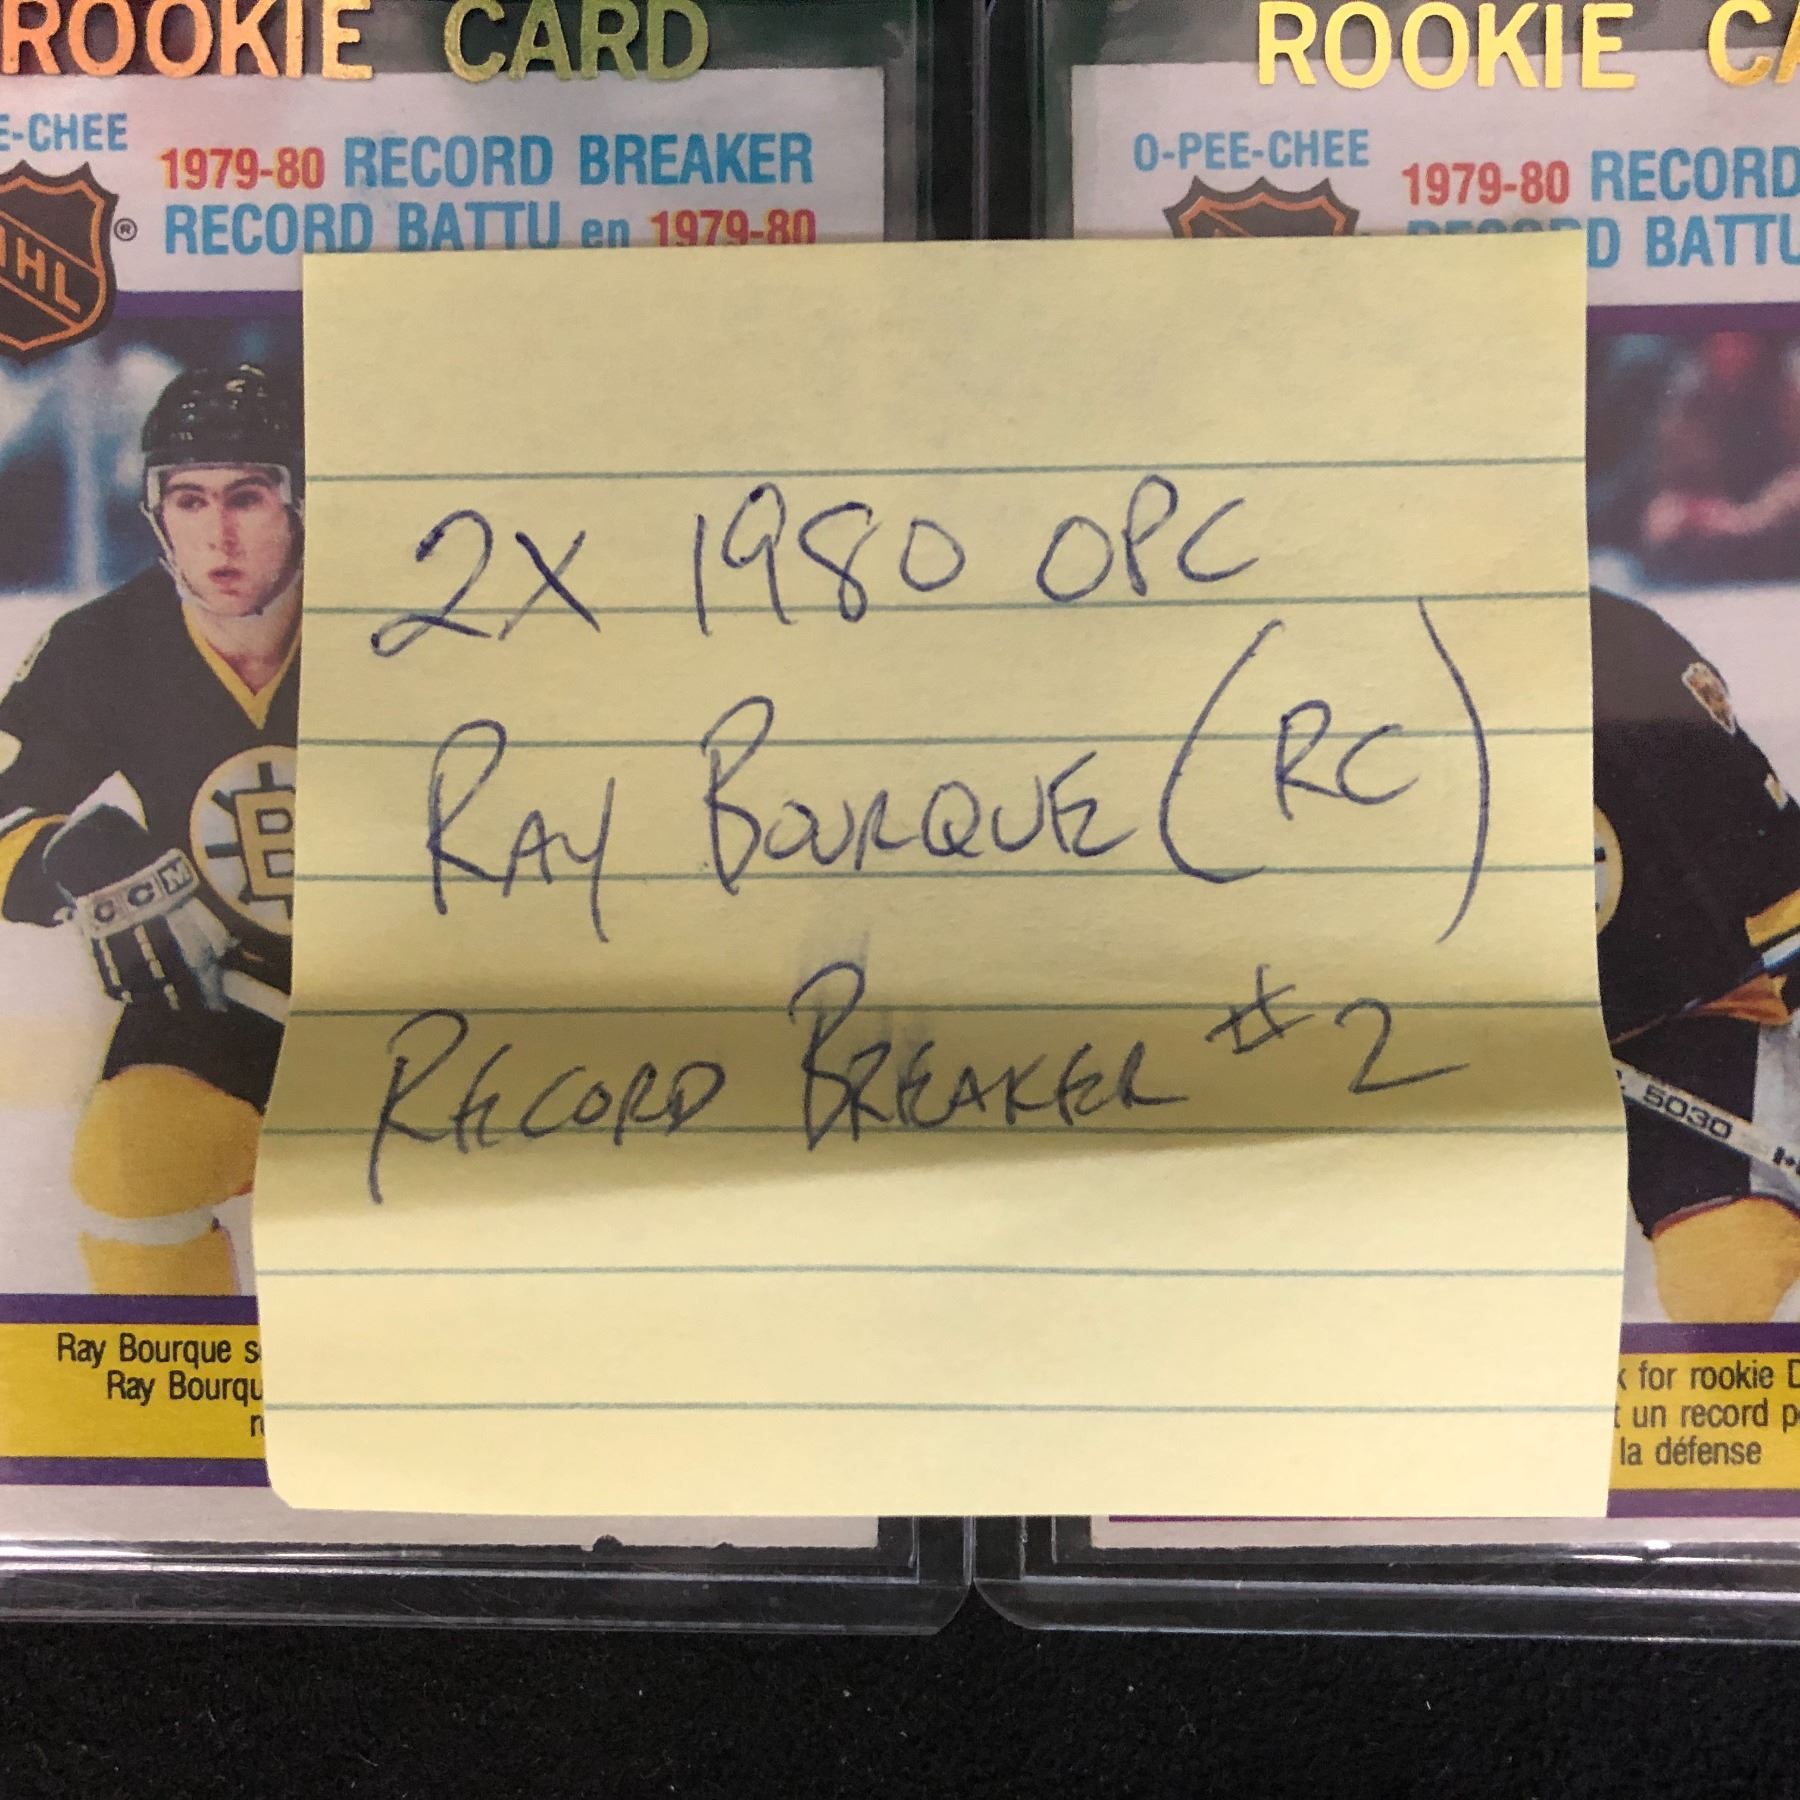 ROOKIE CARD
E-CHEE
1979-80 RECORD BREAKER
RECORD BATTU en 1979-80
NHL
®
CCM
B
Ray Bourque s
Ray Bourqu
ROOKIE CA
O-PEE-CHEE
1979-80 RECORD
RECORD BATTU
5030
for rookie D
un record p
la défense
2X 1980 OPC
RAY BOURQUE (RC)
RECORD BREAKER #2